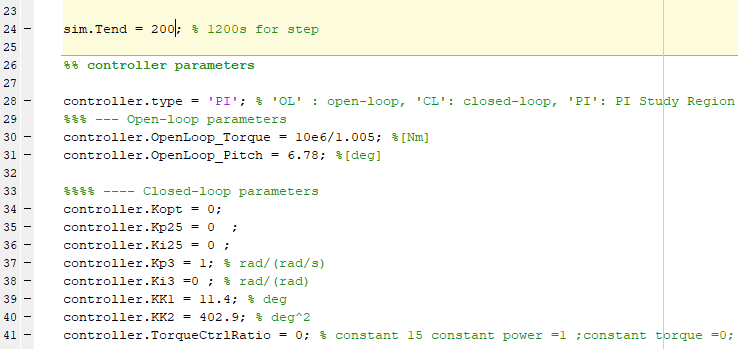 23
24 - sim.Tend = 200; % 1200s for step
25
26 %% controller parameters
27
28 - controller.type = 'PI'; % 'OL' : open-loop, 'CL': closed-loop, 'PI': PI Study Region
29 %%% --- Open-loop parameters
30 - controller.OpenLoop_Torque = 10e6/1.005; %[Nm]
31 - controller.OpenLoop_Pitch = 6.78; %[deg]
32
33 %%%% ---- Closed-loop parameters
34 - controller.Kopt = 0;
35 - controller.Kp25 = 0 ;
36 - controller.Ki25 = 0 ;
37 - controller.Kp3 = 1; % rad/(rad/s)
38 - controller.Ki3 =0 ; % rad/(rad)
39 - controller.KK1 = 11.4; % deg
40 - controller.KK2 = 402.9; % deg^2
41 - controller.TorqueCtrlRatio = 0; % constant 15 constant power =1 ;constant torque =0;